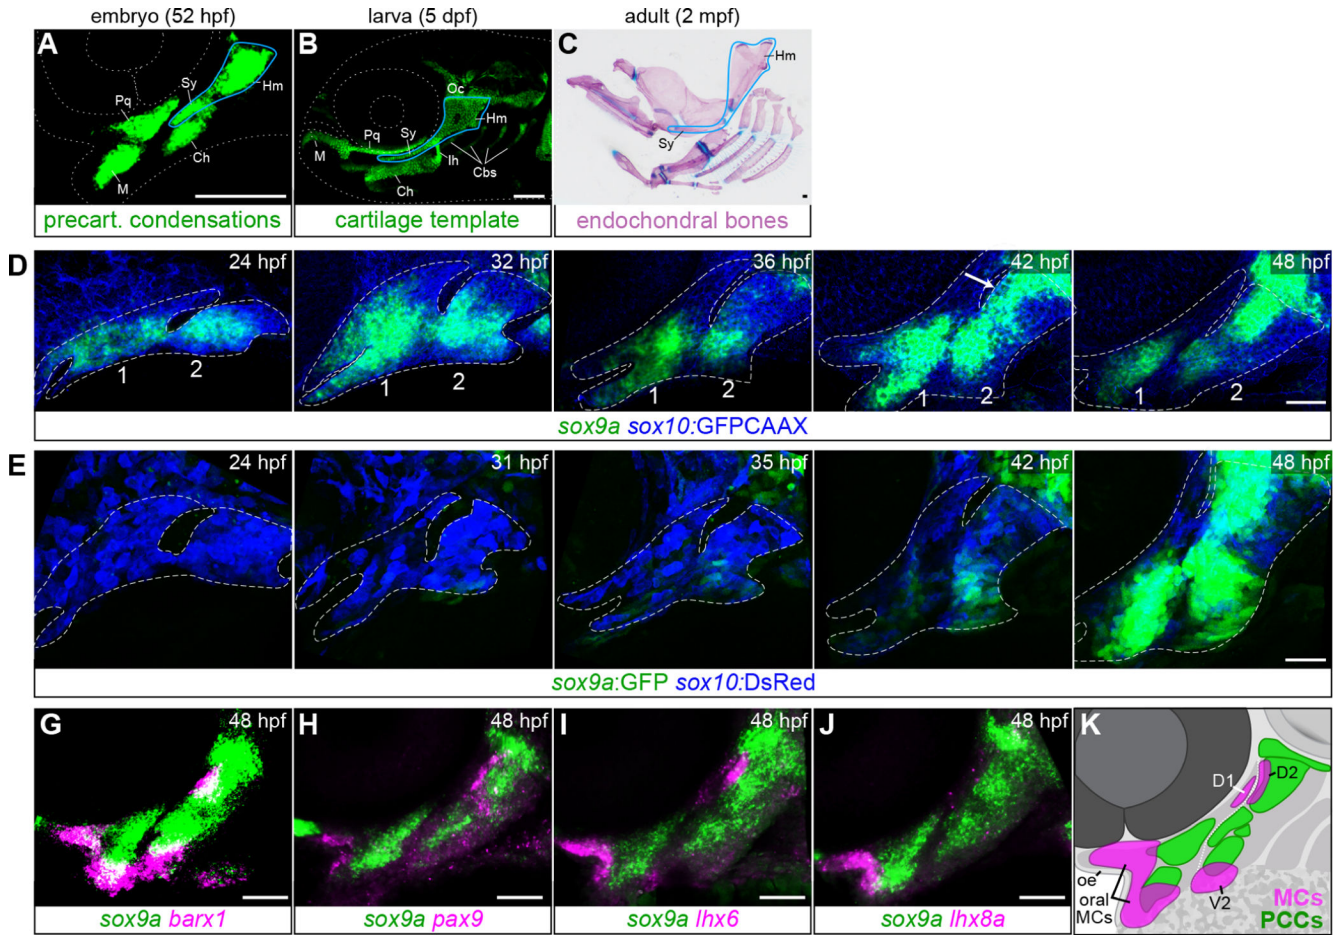 embryo (52 hpf) larva (5 dpf) adult (2 mpf)
A
Sy
Hm
Pq
Ch
M
precart. condensations
B
Oc
Hm
Sy
Pq
M
Ih
Cbs
Ch
cartilage template
C
Hm
Sy
endochondral bones
D
24 hpf
1 2
32 hpf
1 2
36 hpf
1 2
42 hpf
1 2
48 hpf
1 2
sox9a sox10:GFPCAAX
E
24 hpf
31 hpf
35 hpf
42 hpf
48 hpf
sox9a:GFP sox10:DsRed
G 48 hpf
sox9a barx1
H 48 hpf
sox9a pax9
I 48 hpf
sox9a lhx6
J 48 hpf
sox9a lhx8a
K
D1 D2
oe
oral
MCs
V2
MCs
PCCs